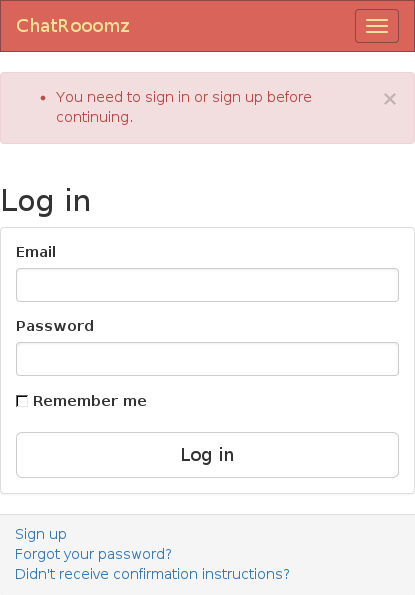 ChatRooomz
You need to sign in or sign up before
continuing.
×
Log in
Email
Password
Remember me
Log in
Sign up
Forgot your password?
Didn't receive confirmation instructions?